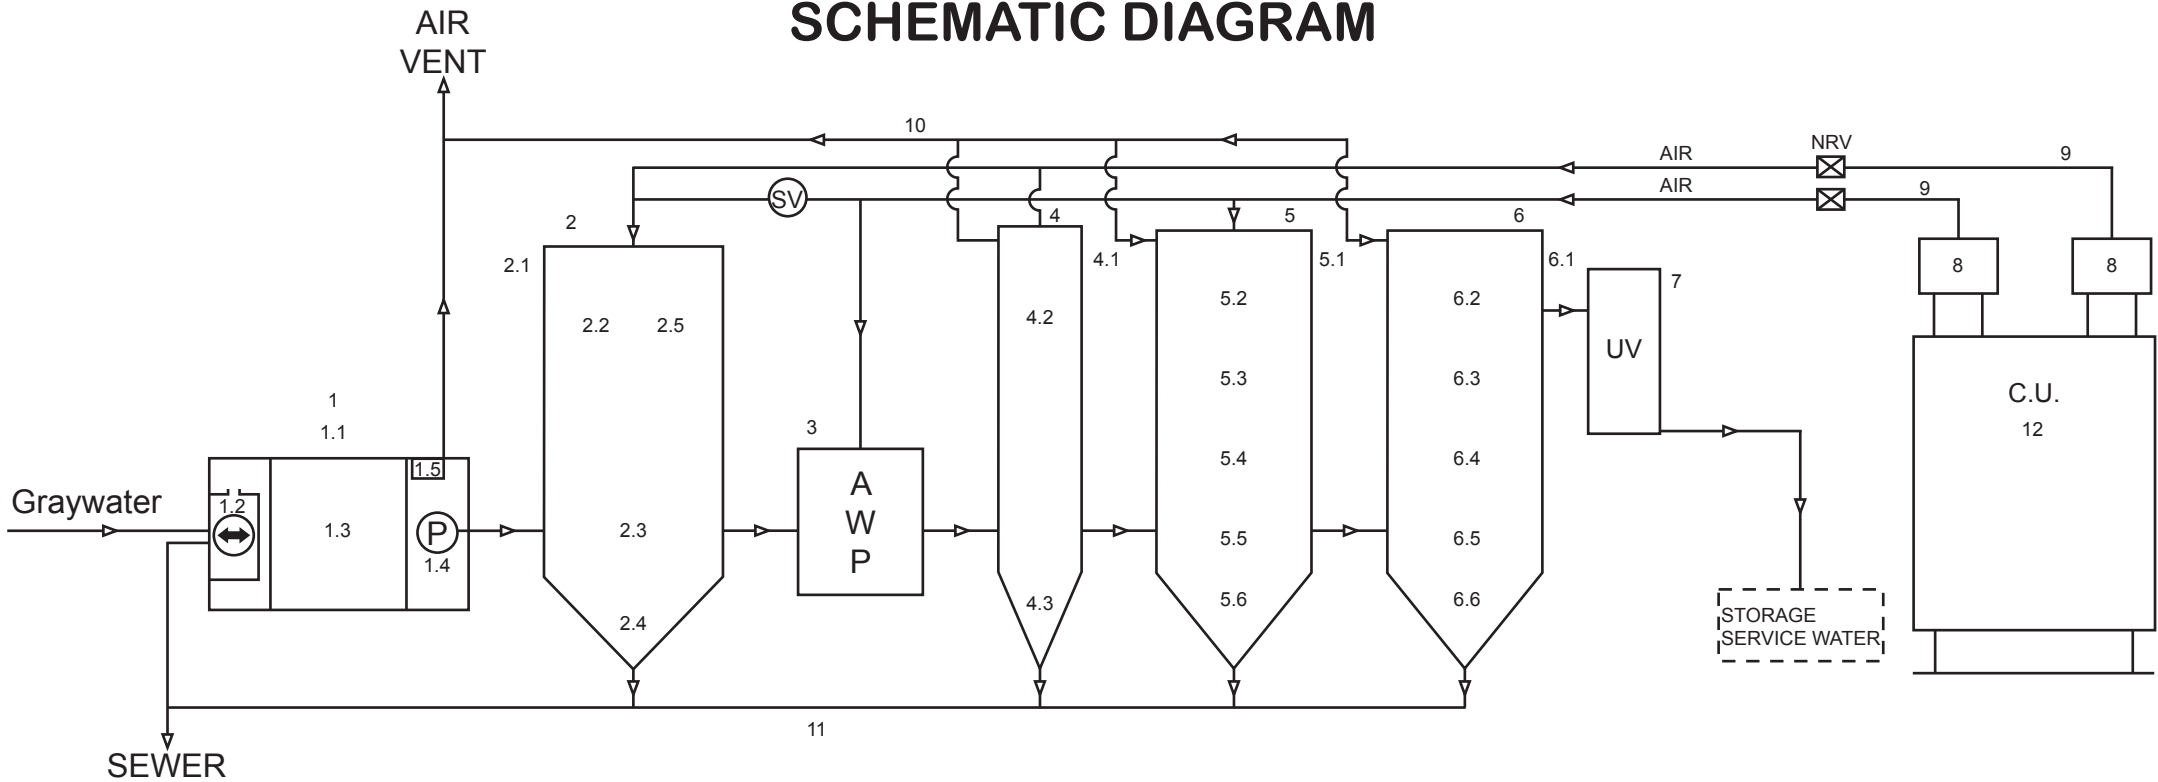 SCHEMATIC DIAGRAM
AIR
VENT
10
NRV
AIR
9
AIR
9
SV
2
4
5
6
2.1
4.1
5.1
6.1
8
8
7
2.2
2.5
4.2
5.2
6.2
UV
5.3
6.3
C.U.
12
1
1.1
3
5.4
6.4
1.5
Graywater
1.2
1.3
P
1.4
2.3
A
W
P
5.5
6.5
2.4
4.3
5.6
6.6
STORAGE
SERVICE WATER
11
SEWER